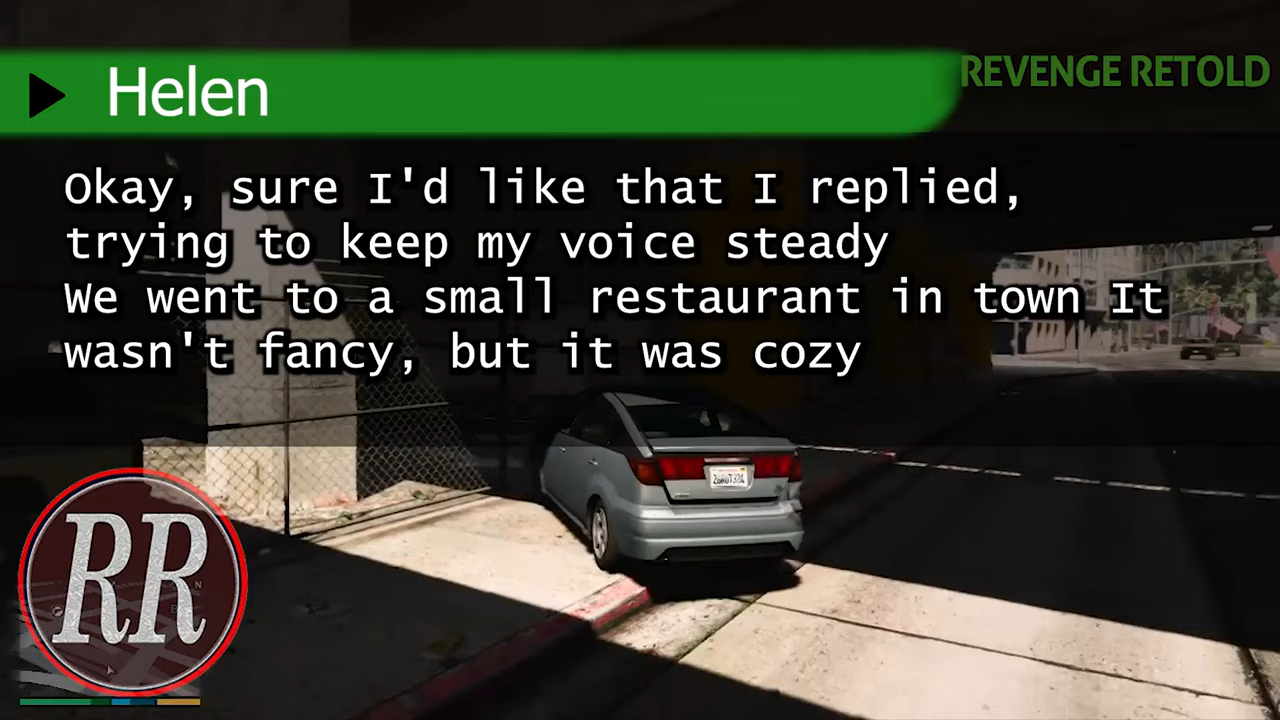 Helen
REVENGE RETOLD
Okay, sure I'd like that I replied,
trying to keep my voice steady
We went to a small restaurant in town It
wasn't fancy, but it was cozy
RR